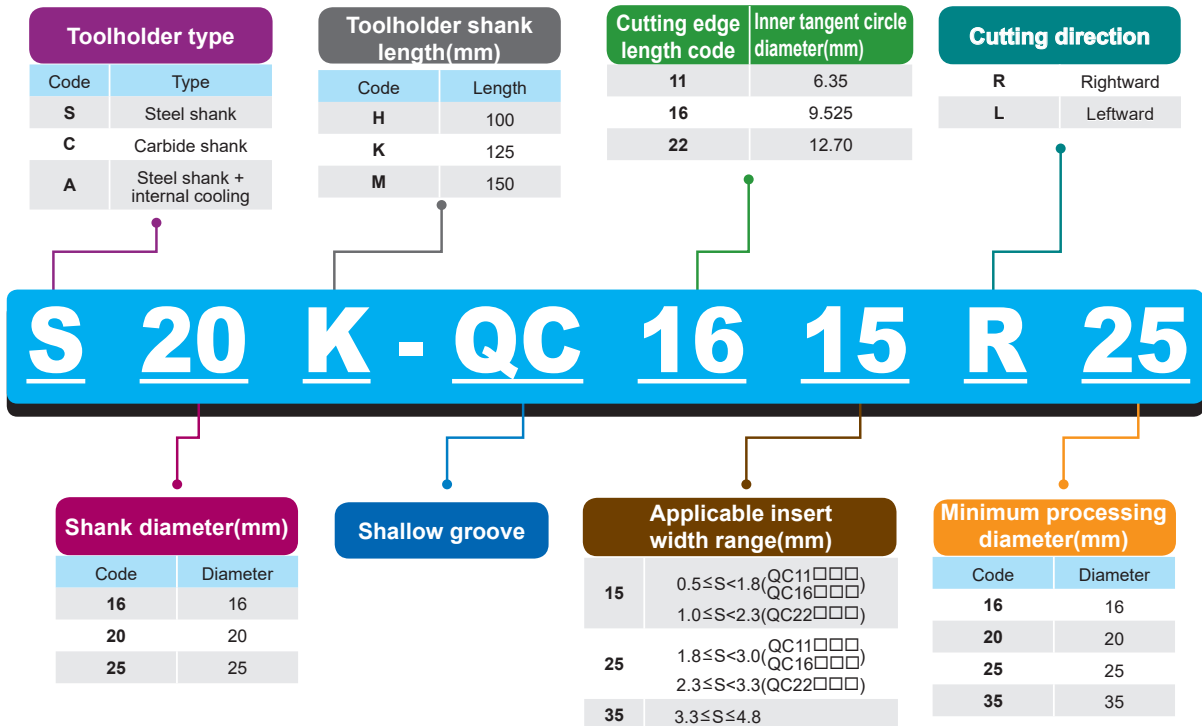 Toolholder type
Code Type
S Steel shank
C Carbide shank
A Steel shank +
internal cooling
Toolholder shank
length(mm)
Code Length
H 100
K 125
M 150
Cutting edge
length code
Inner tangent circle
diameter(mm)
11 6.35
16 9.525
22 12.70
Cutting direction
R Rightward
L Leftward
S 20 K - QC 16 15 R 25
Shank diameter(mm)
Code Diameter
16 16
20 20
25 25
Shallow groove
Applicable insert
width range(mm)
15 0.5≤S<1.8(QC11□□□
QC16□□□)
1.0≤S<2.3(QC22□□□)
25 1.8≤S<3.0(QC11□□□
QC16□□□)
2.3≤S<3.3(QC22□□□)
35 3.3≤S≤4.8
Minimum processing
diameter(mm)
Code Diameter
16 16
20 20
25 25
35 35